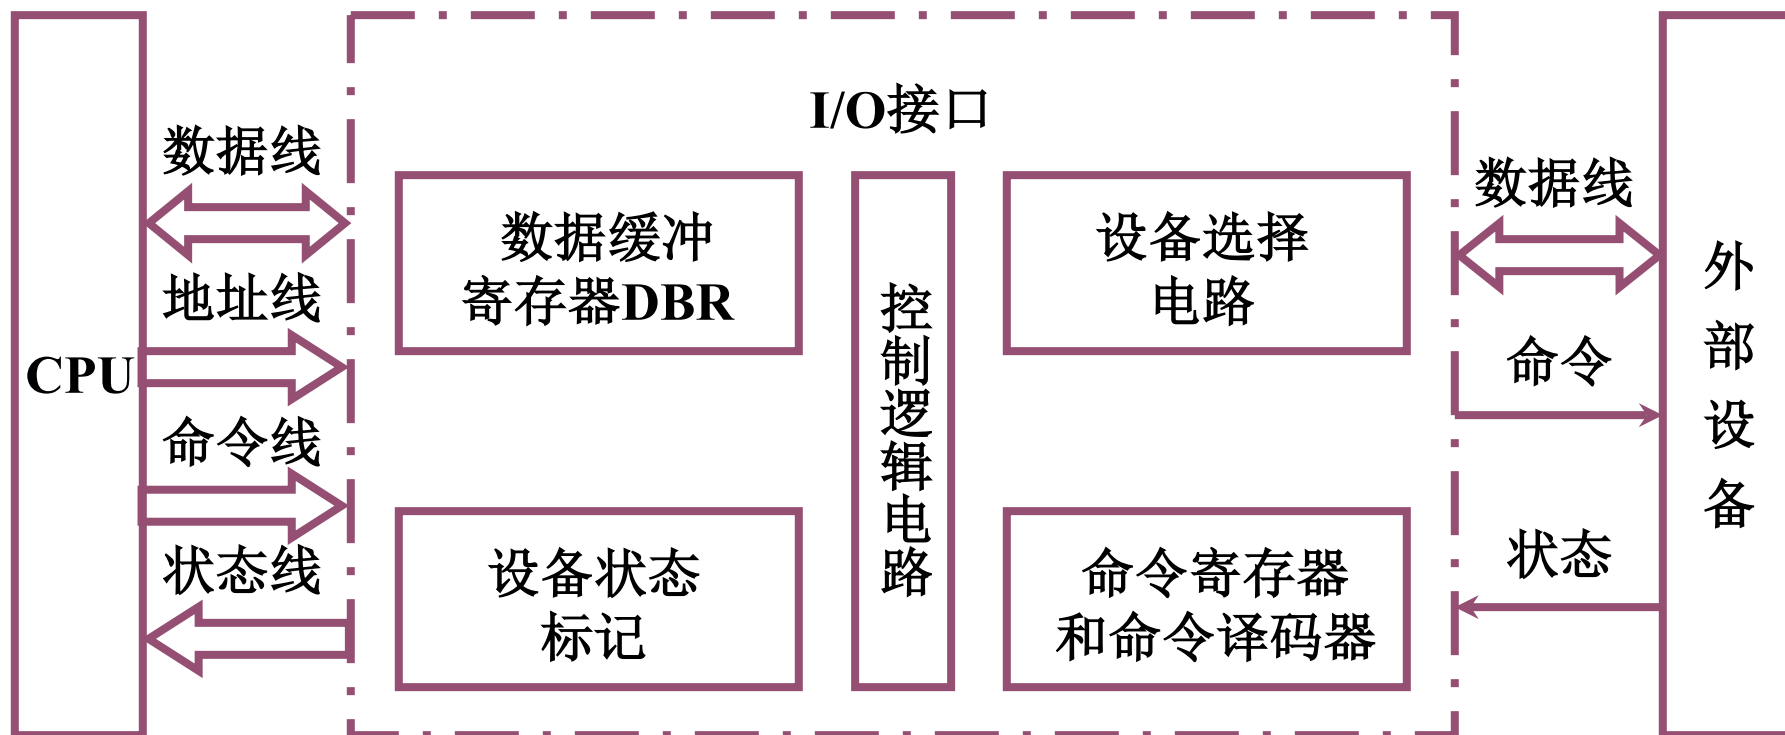 CPU
数据线
地址线
命令线
状态线
I/O接口
数据缓冲
寄存器DBR
设备状态
标记
控制逻辑电路
设备选择
电路
命令寄存器
和命令译码器
数据线
命令
状态
外部设备